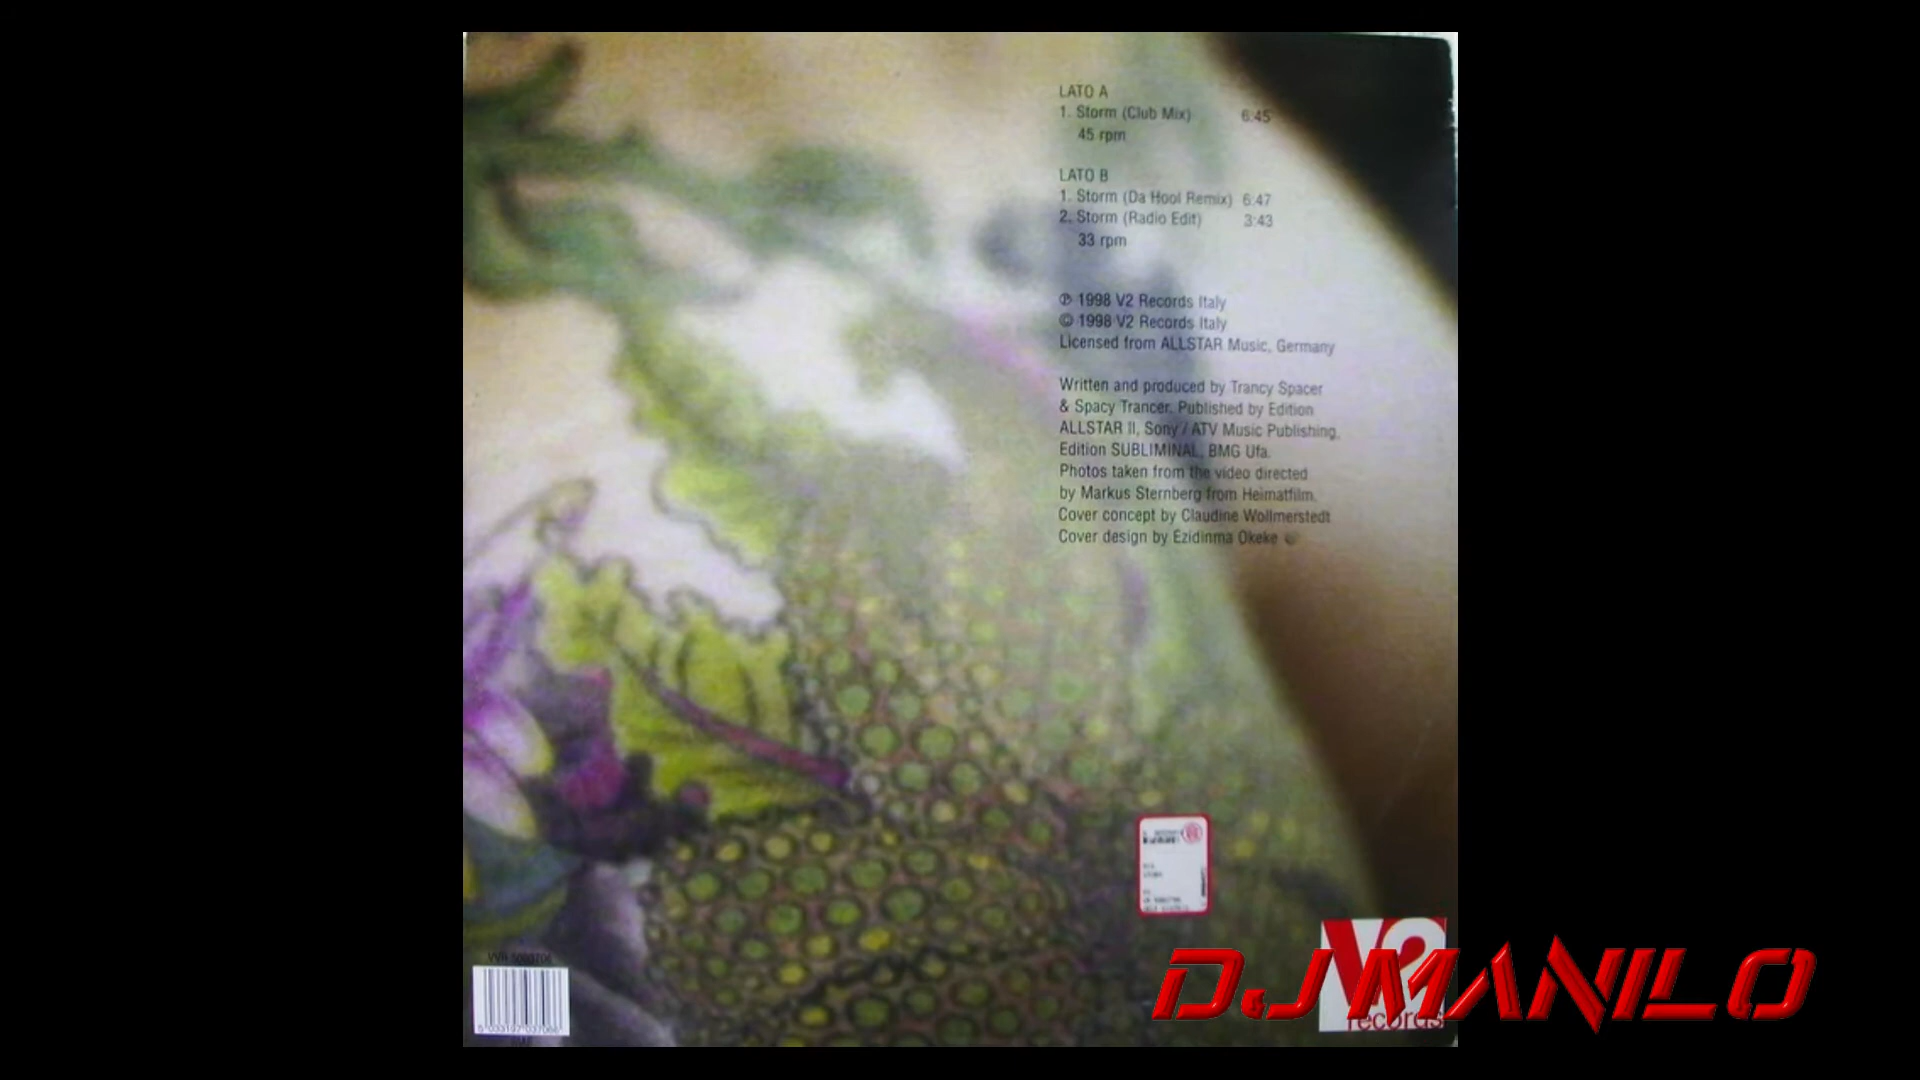 LATO A
1. Storm (Club Mix) 6:45
45 rpm
LATO B
1. Storm (Da Hool Remix) 6:47
2. Storm (Radio Edit) 3:43
33 rpm
℗ 1998 V2 Records Italy
© 1998 V2 Records Italy
Licensed from ALLSTAR Music, Germany
Written and produced by Trancy Spacer
& Spacy Trancer. Published by Edition
ALLSTAR II, Sony / ATV Music Publishing,
Edition SUBLIMINAL, BMG Ufa.
Photos taken from the video directed
by Markus Sternberg from Heimatfilm.
Cover concept by Claudine Wollmerstedt
Cover design by Ezidinma Okeke
V2
records
DJ MANILO